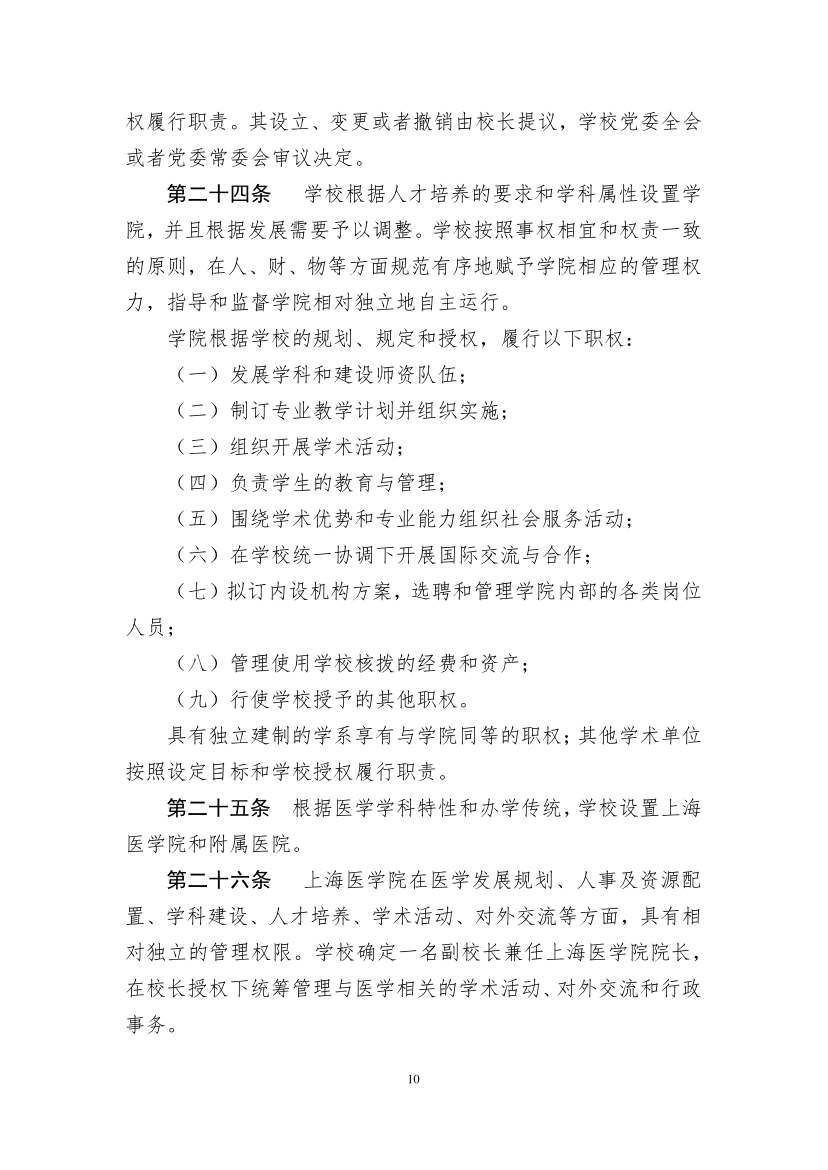 权履行职责。其设立、变更或者撤销由校长提议，学校党委全会
或者党委常委会审议决定。
第二十四条 学校根据人才培养的要求和学科属性设置学
院，并且根据发展需要予以调整。学校按照事权相宜和权责一致
的原则，在人、财、物等方面规范有序地赋予学院相应的管理权
力，指导和监督学院相对独立地自主运行。
学院根据学校的规划、规定和授权，履行以下职权：
（一）发展学科和建设师资队伍；
（二）制订专业教学计划并组织实施；
（三）组织开展学术活动；
（四）负责学生的教育与管理；
（五）围绕学术优势和专业能力组织社会服务活动；
（六）在学校统一协调下开展国际交流与合作；
（七）拟订内设机构方案，选聘和管理学院内部的各类岗位
人员；
（八）管理使用学校核拨的经费和资产；
（九）行使学校授予的其他职权。
具有独立建制的学系享有与学院同等的职权；其他学术单位
按照设定目标和学校授权履行职责。
第二十五条 根据医学学科特性和办学传统，学校设置上海
医学院和附属医院。
第二十六条 上海医学院在医学发展规划、人事及资源配
置、学科建设、人才培养、学术活动、对外交流等方面，具有相
对独立的管理权限。学校确定一名副校长兼任上海医学院院长，
在校长授权下统筹管理与医学相关的学术活动、对外交流和行政
事务。
10